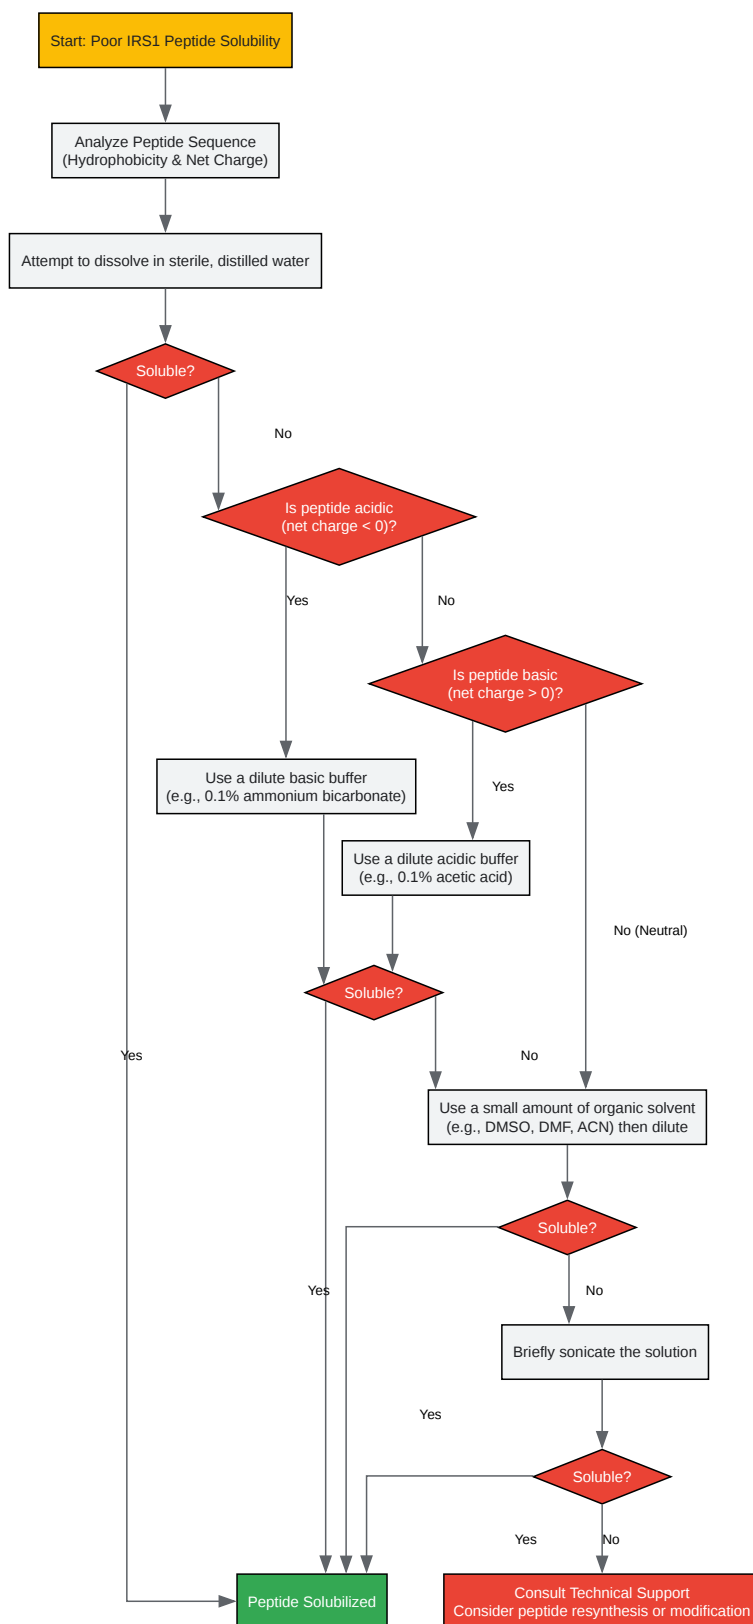 Start: Poor IRS1 Peptide Solubility
Analyze Peptide Sequence
(Hydrophobicity & Net Charge)
Attempt to dissolve in sterile, distilled water
Soluble?
No
Is peptide acidic
(net charge < 0)?
Yes
No
Is peptide basic
(net charge > 0)?
Use a dilute basic buffer
(e.g., 0.1% ammonium bicarbonate)
Yes
Use a dilute acidic buffer
(e.g., 0.1% acetic acid)
No (Neutral)
Soluble?
Yes
No
Use a small amount of organic solvent
(e.g., DMSO, DMF, ACN) then dilute
Soluble?
Yes
No
Briefly sonicate the solution
Yes
Soluble?
Yes
No
Peptide Solubilized
Consult Technical Support
Consider peptide resynthesis or modification